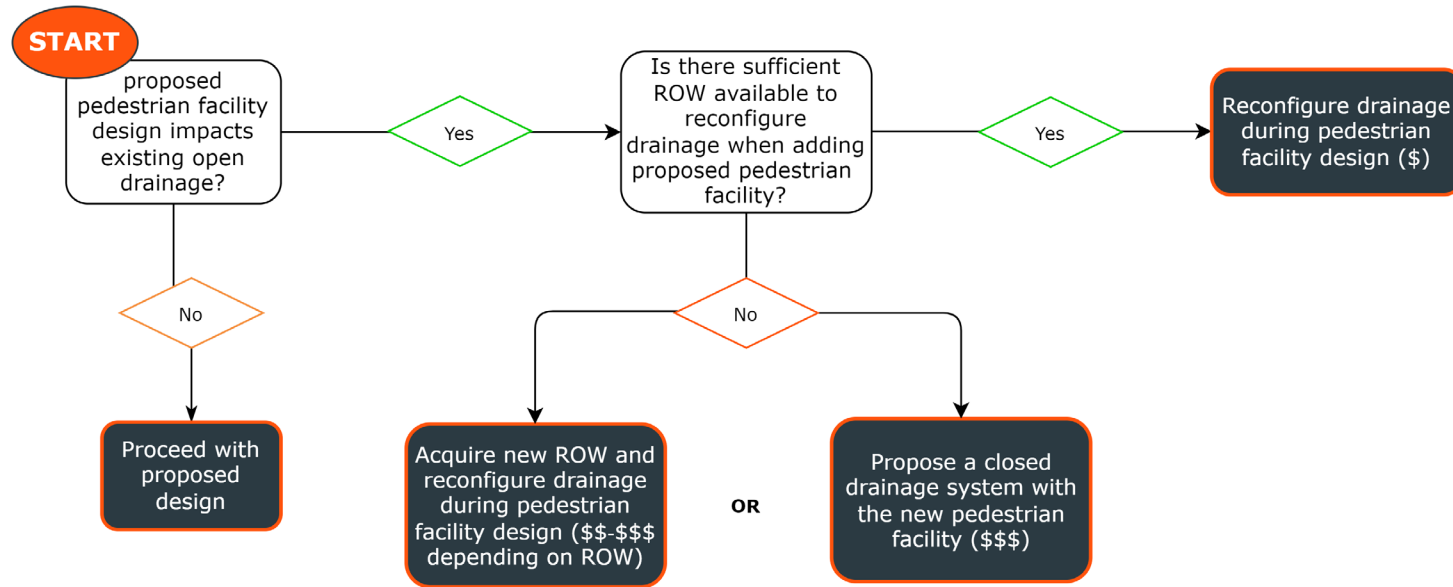 START
proposed
pedestrian facility
design impacts
existing open
drainage?
Yes
Is there sufficient
ROW available to
reconfigure
drainage when adding
proposed pedestrian
facility?
Yes
Reconfigure drainage
during pedestrian
facility design ($)
No
No
Proceed with
proposed
design
Acquire new ROW and
reconfigure drainage
during pedestrian
facility design ($$-$$$
depending on ROW)
OR
Propose a closed
drainage system with
the new pedestrian
facility ($$$)